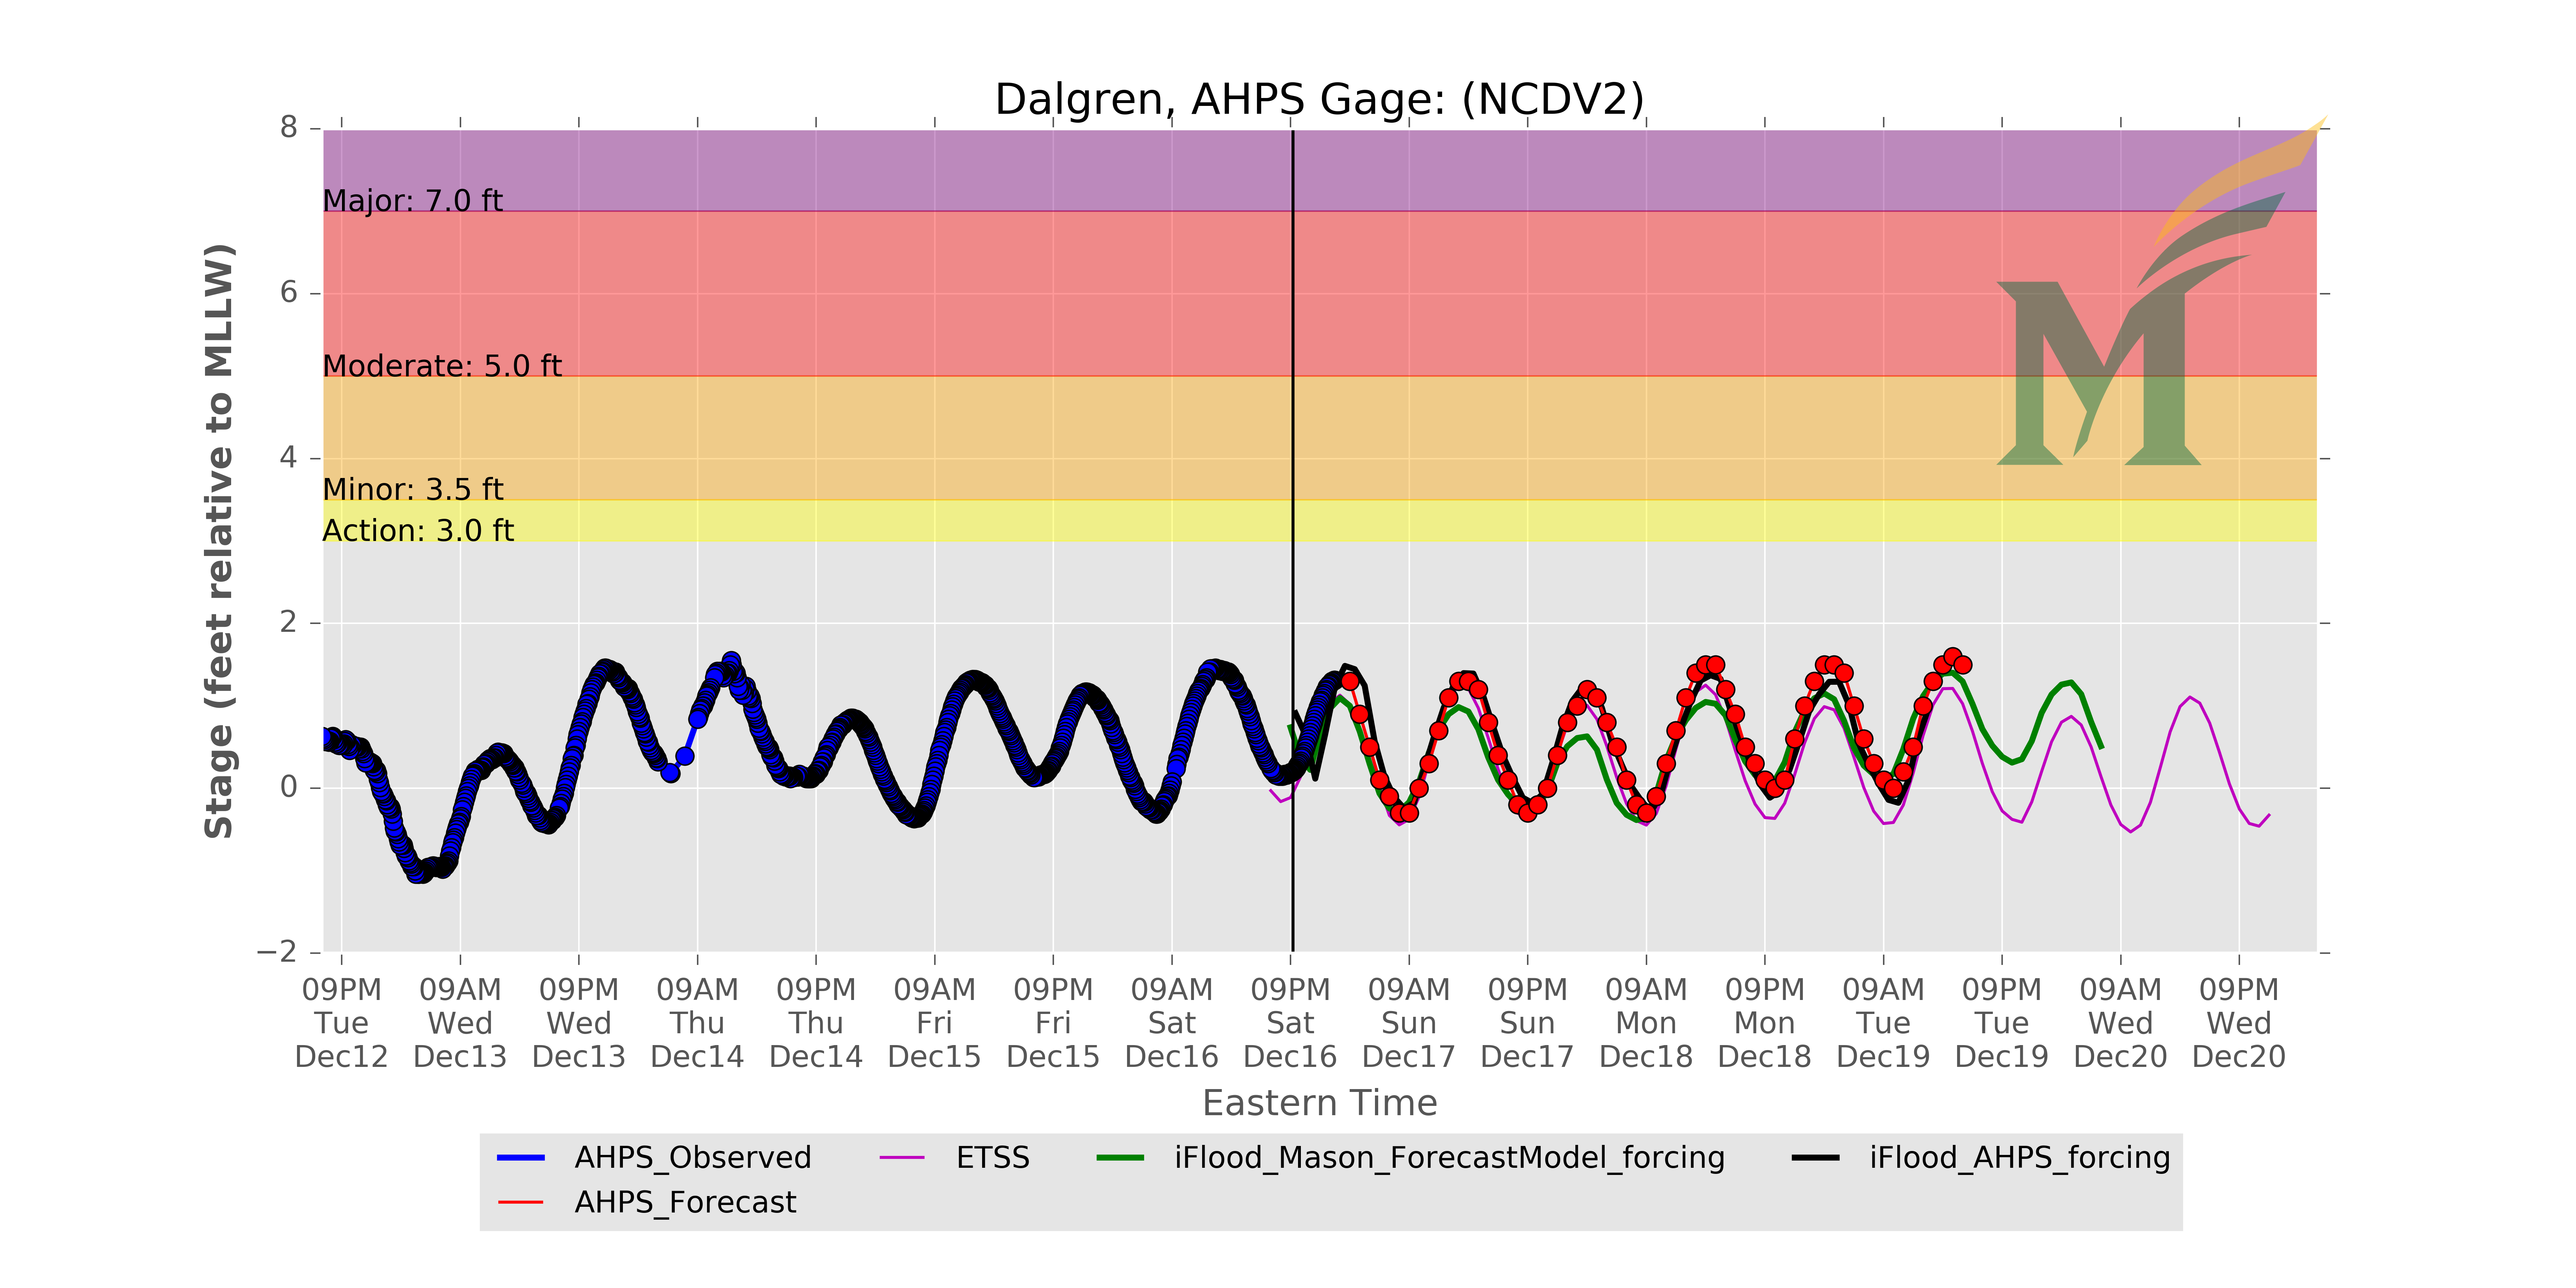 Dalgren, AHPS Gage: (NCDV2)
8
Major: 7.0 ft
6
Moderate: 5.0 ft
4
Minor: 3.5 ft
Action: 3.0 ft
2
0
−2
Stage (feet relative to MLLW)
M
09PM 09AM 09PM 09AM 09PM 09AM 09PM 09AM 09PM 09AM 09PM 09AM 09PM 09AM 09PM 09AM 09PM
Tue Wed Wed Thu Thu Fri Fri Sat Sat Sun Sun Mon Mon Tue Tue Wed Wed
Dec12 Dec13 Dec13 Dec14 Dec14 Dec15 Dec15 Dec16 Dec16 Dec17 Dec17 Dec18 Dec18 Dec19 Dec19 Dec20 Dec20
Eastern Time
AHPS_Observed ETSS iFlood_Mason_ForecastModel_forcing iFlood_AHPS_forcing
AHPS_Forecast